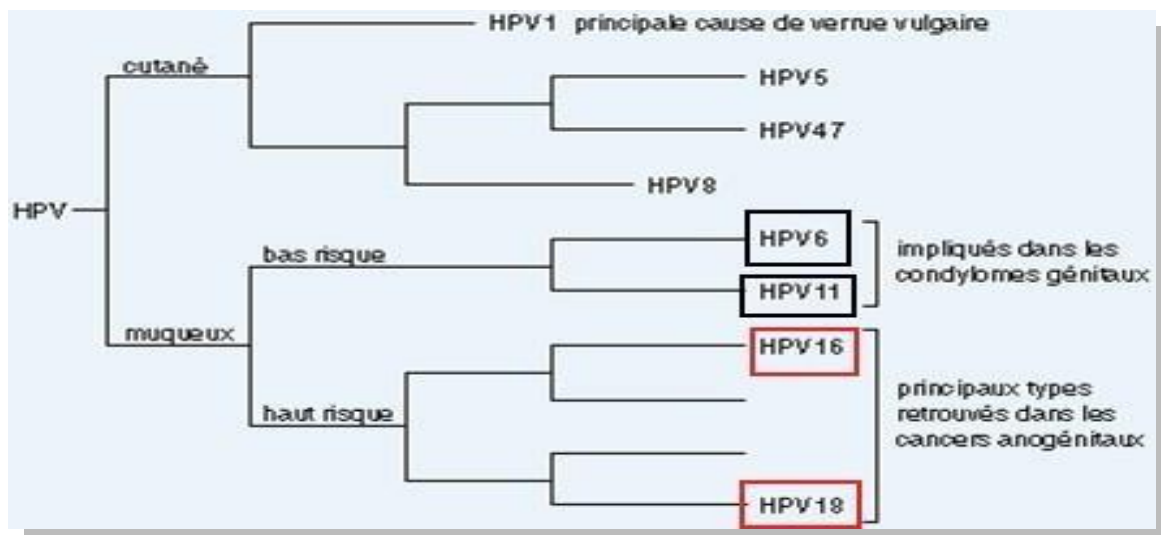 HPV1 principale cause de verrue vulgaire
cutané
HPV5
HPV47
HPV8
HPV
HPV6
bas risque
impliqués dans les
condylomes génitaux
HPV11
muqueux
HPV16
principaux types
retrouvés dans les
cancers anogénitaux
haut risque
HPV18